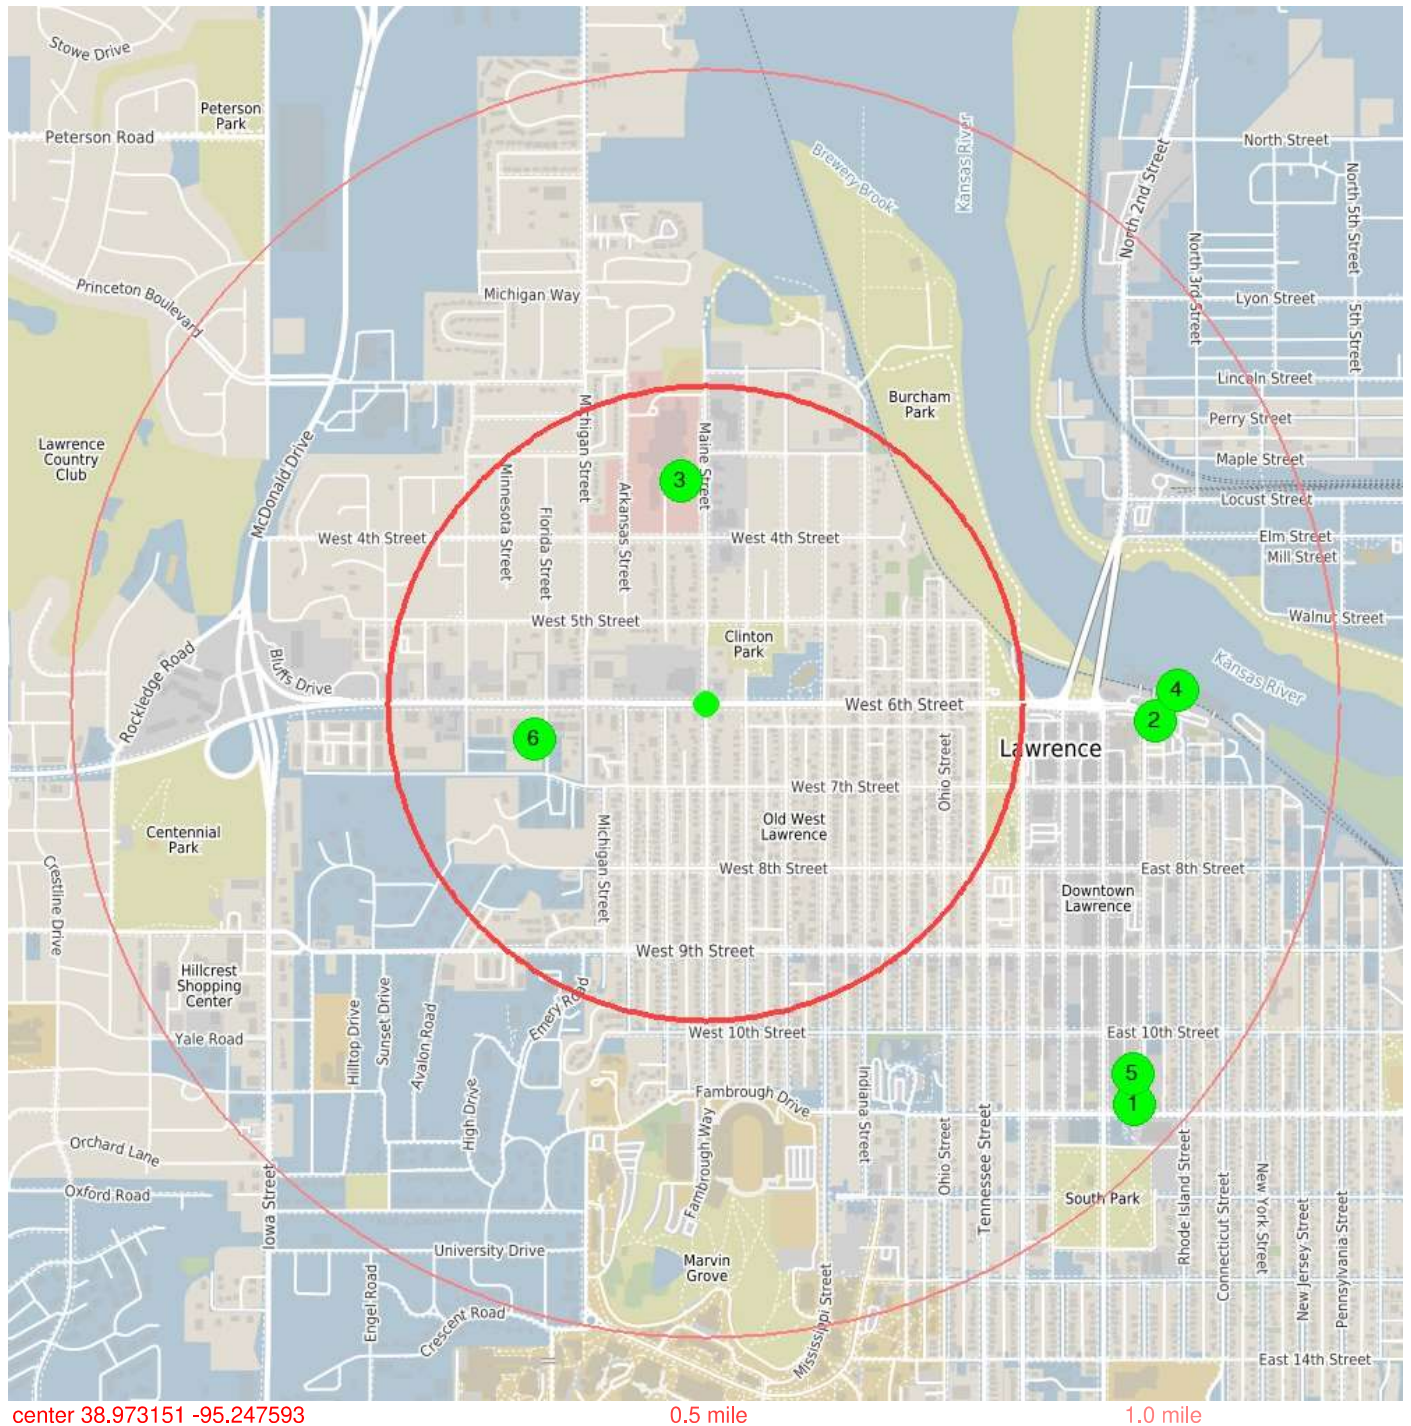 Stowe Drive
Peterson
Park
Peterson Road
North Street
Kansas River
Brewery Brook
North 2nd Street
North 5th Street
North 3rd Street
Michigan Way
Princeton Boulevard
Lyon Street
5th Street
Lincoln Street
Burcham
Park
Perry Street
Michigan Street
Maine Street
Lawrence
Country
Club
McDonald Drive
Maple Street
3
Minnesota Street
Arkansas Street
Florida Street
Locust Street
West 4th Street
West 4th Street
Elm Street
Mill Street
West 5th Street
Walnut Street
Clinton
Park
Rockledge Road
Bluffs Drive
Kansas River
4
West 6th Street
2
6
Lawrence
Ohio Street
West 7th Street
Old West
Lawrence
Centennial
Park
Michigan Street
West 8th Street
East 8th Street
Crestline Drive
Downtown
Lawrence
West 9th Street
Hillcrest
Shopping
Center
Hilltop Drive
Sunset Drive
Avalon Road
Emery Road
Yale Road
West 10th Street
East 10th Street
5
High Drive
Fambrough Drive
Indiana Street
1
Fambrough Way
Ohio Street
Tennessee Street
Orchard Lane
Rhode Island Street
Oxford Road
Iowa Street
South Park
Connecticut Street
New York Street
New Jersey Street
Pennsylvania Street
University Drive
Marvin
Grove
Engel Road
Crescent Road
Mississippi Street
East 14th Street
center 38.973151 -95.247593
0.5 mile
1.0 mile